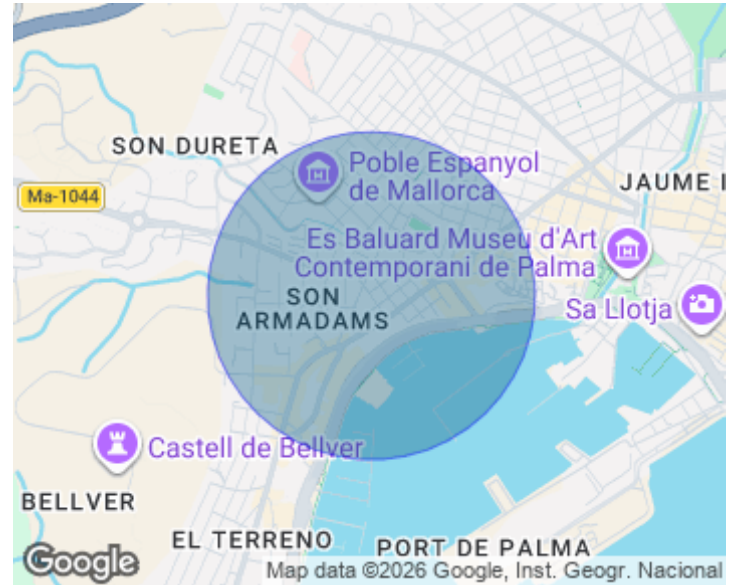 SON DURETA
Poble Espanyol
de Mallorca
JAUME I
Ma-1044
Es Baluard Museu d'Art
Contemporani de Palma
SON
ARMADAMS
Sa Llotja
Castell de Bellver
BELLVER
EL TERRENO
PORT DE PALMA
Google
Map data ©2026 Google, Inst. Geogr. Nacional